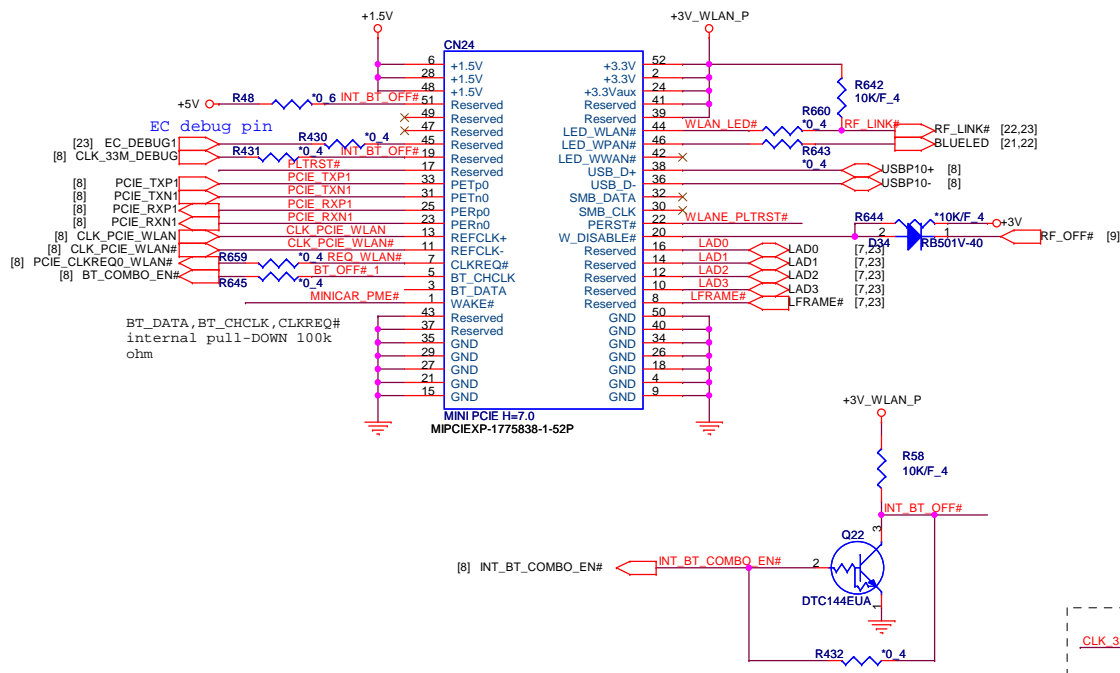 +1.5V
+3V_WLAN_P
CN24
6 +1.5V +3.3V 52
28 +1.5V +3.3V 2
48 +1.5V +3.3Vaux 24
+5V R48 *0_6 INT_BT_OFF# 51 Reserved Reserved 41
49 Reserved Reserved 39
R642
10K/F_4
EC debug pin
47 Reserved LED_WLAN# 44 WLAN_LED# R660 *0_4 RF_LINK# RF_LINK# [22,23]
[23] EC_DEBUG1 R430 *0_4 45 Reserved LED_WPAN# 46 R643 *0_4 BLUELED [21,22]
[8] CLK_33M_DEBUG R431 *0_4 INT_BT_OFF# 19 Reserved LED_WWAN# 42
PLTRST# 17 Reserved USB_D+ 38 USBP10+ [8]
[8] PCIE_TXP1 PCIE_TXP1 33 PETp0 USB_D- 36 USBP10- [8]
[8] PCIE_TXN1 PCIE_TXN1 31 PETn0 SMB_DATA 32
[8] PCIE_RXP1 PCIE_RXP1 25 PERp0 SMB_CLK 30
[8] PCIE_RXN1 PCIE_RXN1 23 PERn0 PERST# 22 WLANE_PLTRST# R644 *10K/F_4 +3V
[8] CLK_PCIE_WLAN CLK_PCIE_WLAN 13 REFCLK+ W_DISABLE# 20 2 D34 1 RB501V-40 RF_OFF# [9]
[8] CLK_PCIE_WLAN# CLK_PCIE_WLAN# 11 REFCLK- Reserved 16 LAD0 LAD0 [7,23]
[8] PCIE_CLKREQ0_WLAN# R659 *0_4 REQ_WLAN# 7 CLKREQ# Reserved 14 LAD1 LAD1 [7,23]
[8] BT_COMBO_EN# R645 *0_4 BT_OFF#_1 5 BT_CHCLK Reserved 12 LAD2 LAD2 [7,23]
3 BT_DATA Reserved 10 LAD3 LAD3 [7,23]
MINICAR_PME# 1 WAKE# Reserved 8 LFRAME# LFRAME# [7,23]
43 Reserved GND 50
37 Reserved GND 40
35 GND GND 34
29 GND GND 26
27 GND GND 18
21 GND GND 4
15 GND GND 9
BT_DATA,BT_CHCLK,CLKREQ#
internal pull-DOWN 100k
ohm
MINI PCIE H=7.0
MIPCIEXP-1775838-1-52P
+3V_WLAN_P
R58
10K/F_4
INT_BT_OFF#
3
Q22
[8] INT_BT_COMBO_EN# INT_BT_COMBO_EN# 2
DTC144EUA
1
R432 *0_4
CLK_3